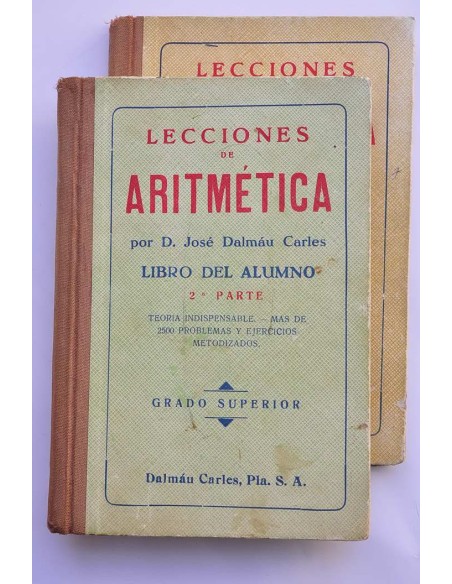 LECCIONES
LECCIONES
DE
ARITMÉTICA
por D. José Dalmáu Carles
LIBRO DEL ALUMNO
2ª PARTE
TEORIA INDISPENSABLE. — MAS DE
2500 PROBLEMAS Y EJERCICIOS
METODIZADOS.
GRADO SUPERIOR
Dalmáu Carles, Pla. S. A.